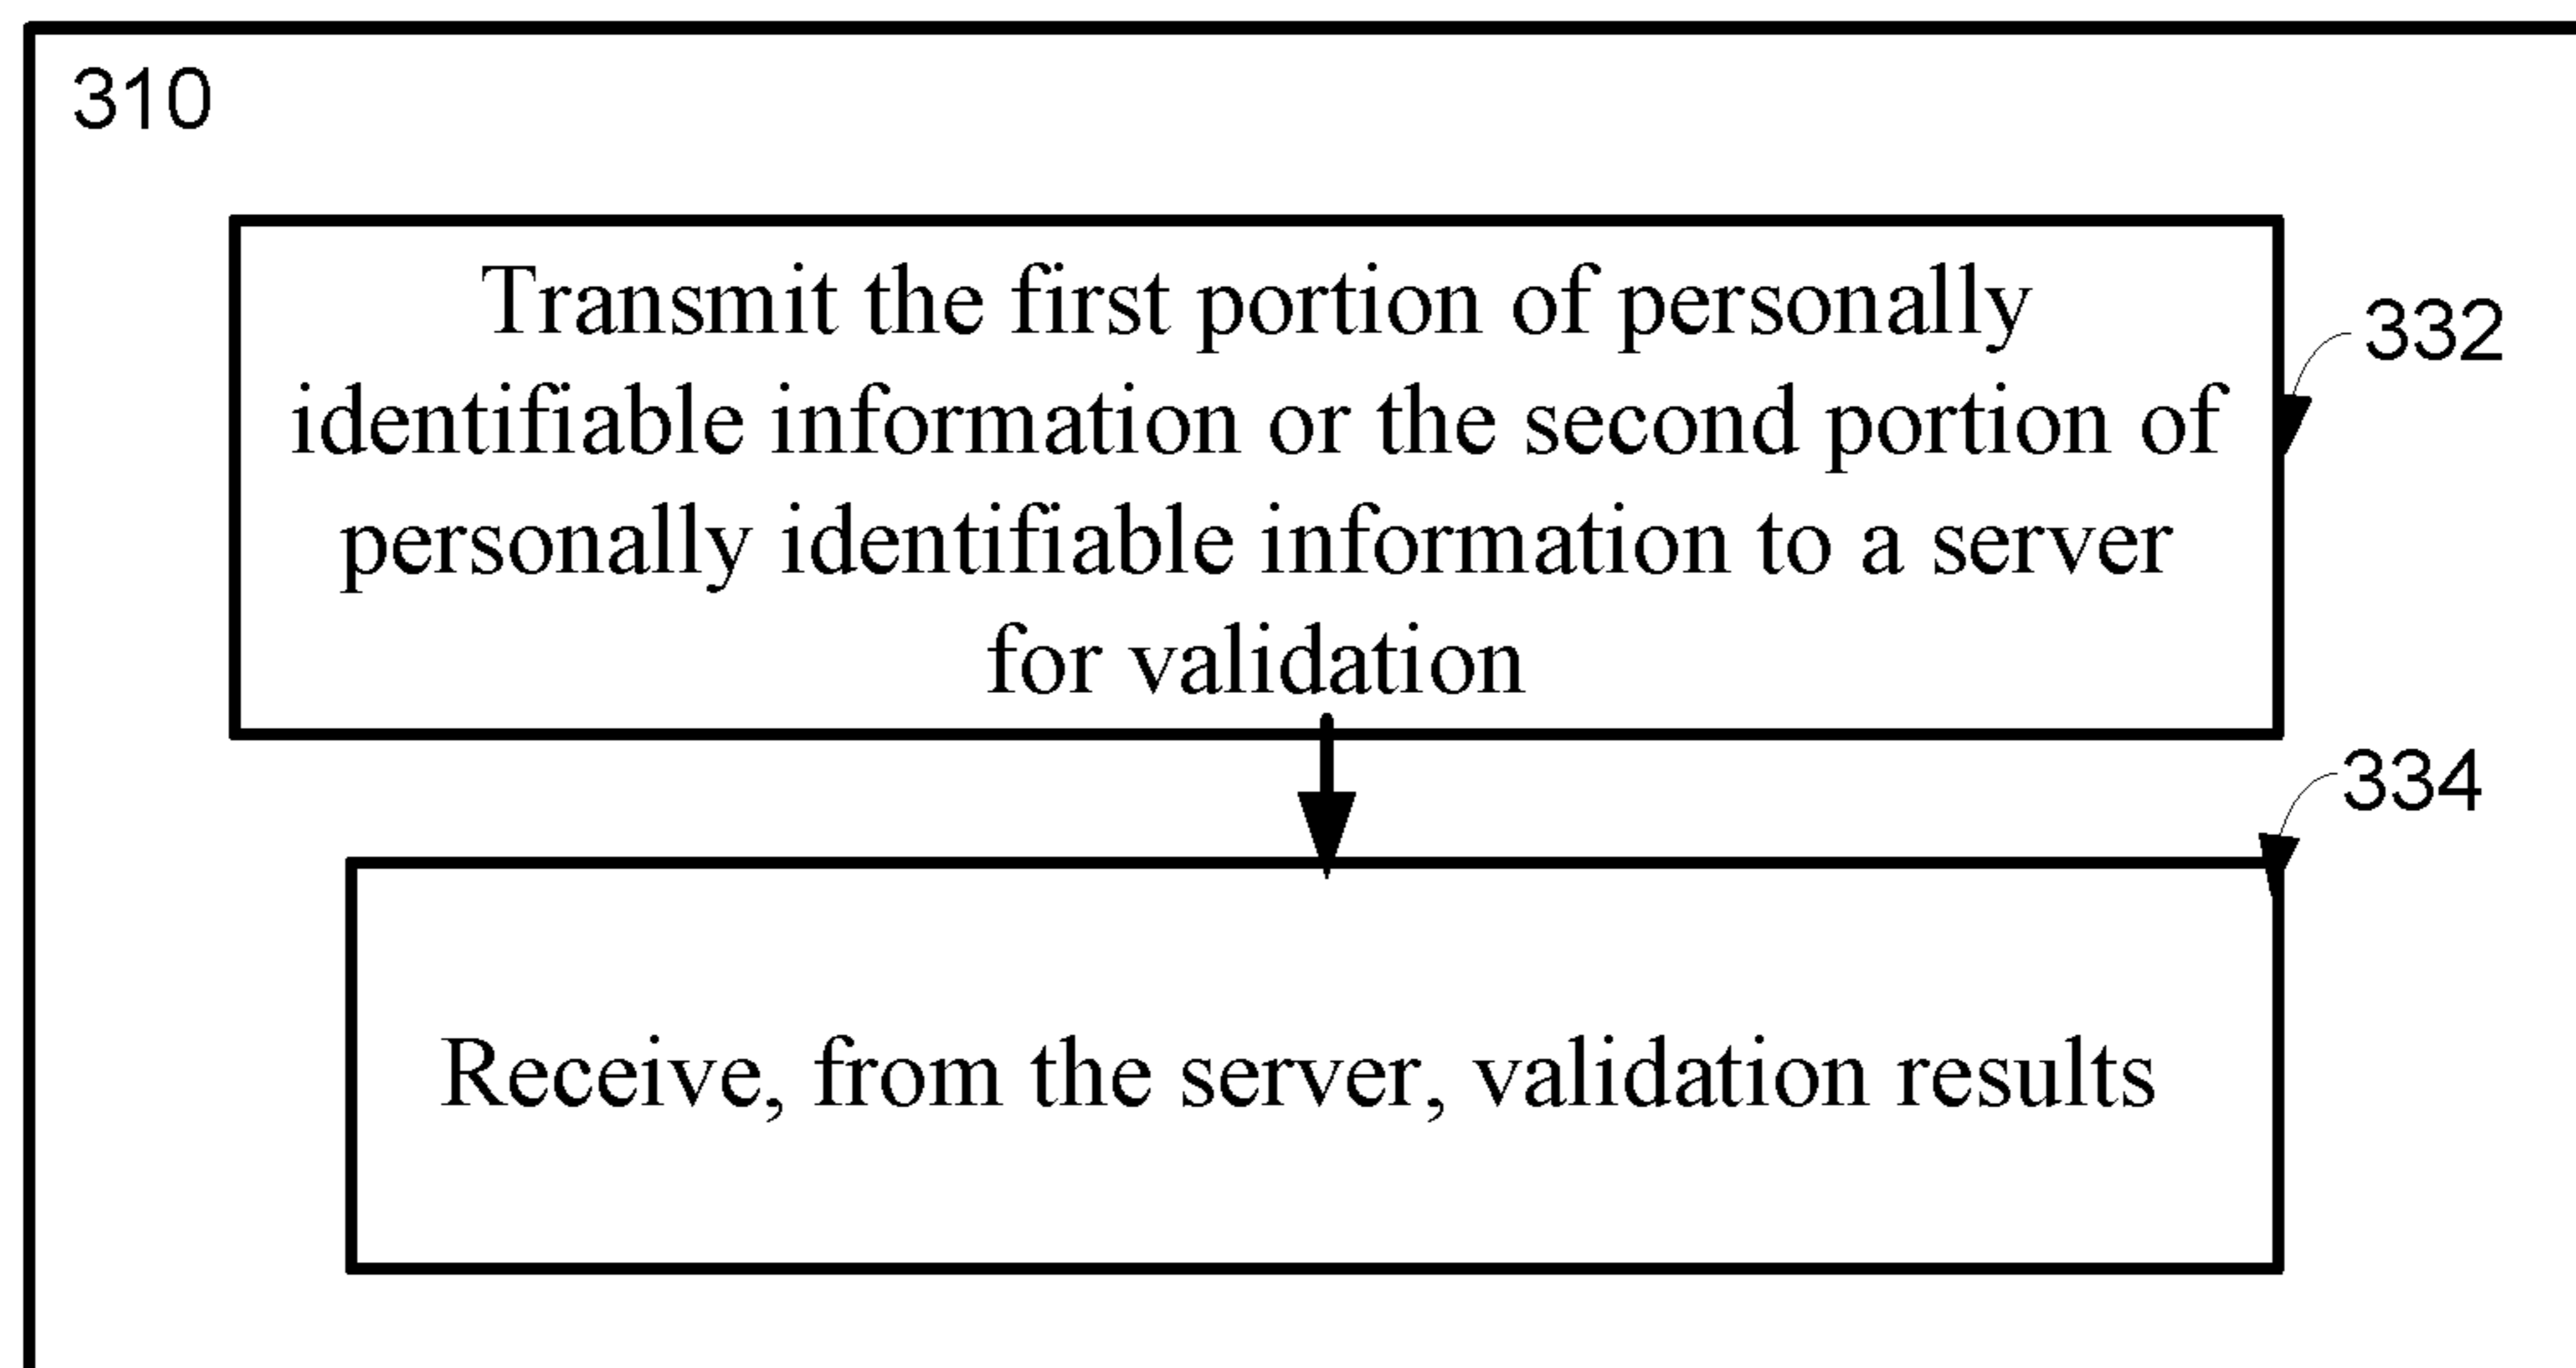 310
Transmit the first portion of personally
identifiable information or the second portion of
personally identifiable information to a server
for validation
332
334
Receive, from the server, validation results